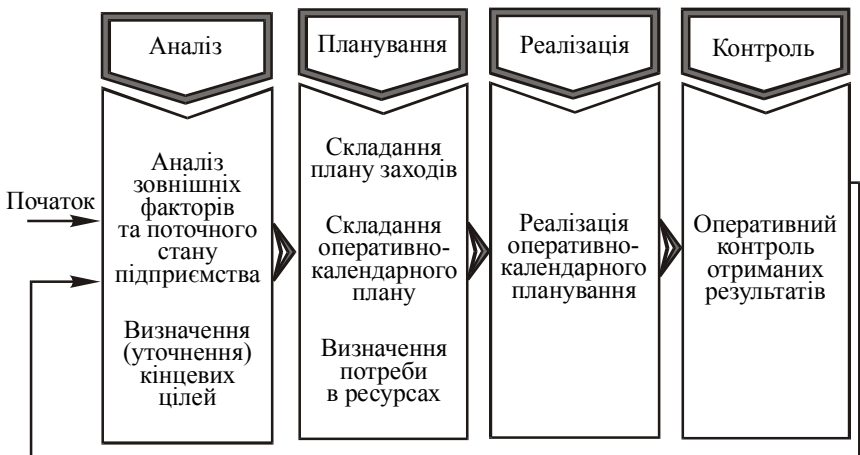 Аналіз
Планування
Реалізація
Контроль
Початок
Аналіз
зовнішніх
факторів
та поточного
стану
підприємства
Визначення
(уточнення)
кінцевих
цілей
Складання
плану заходів
Складання
оперативно-
календарного
плану
Визначення
потреби
в ресурсах
Реалізація
оперативно-
календарного
планування
Оперативний
контроль
отриманих
результатів